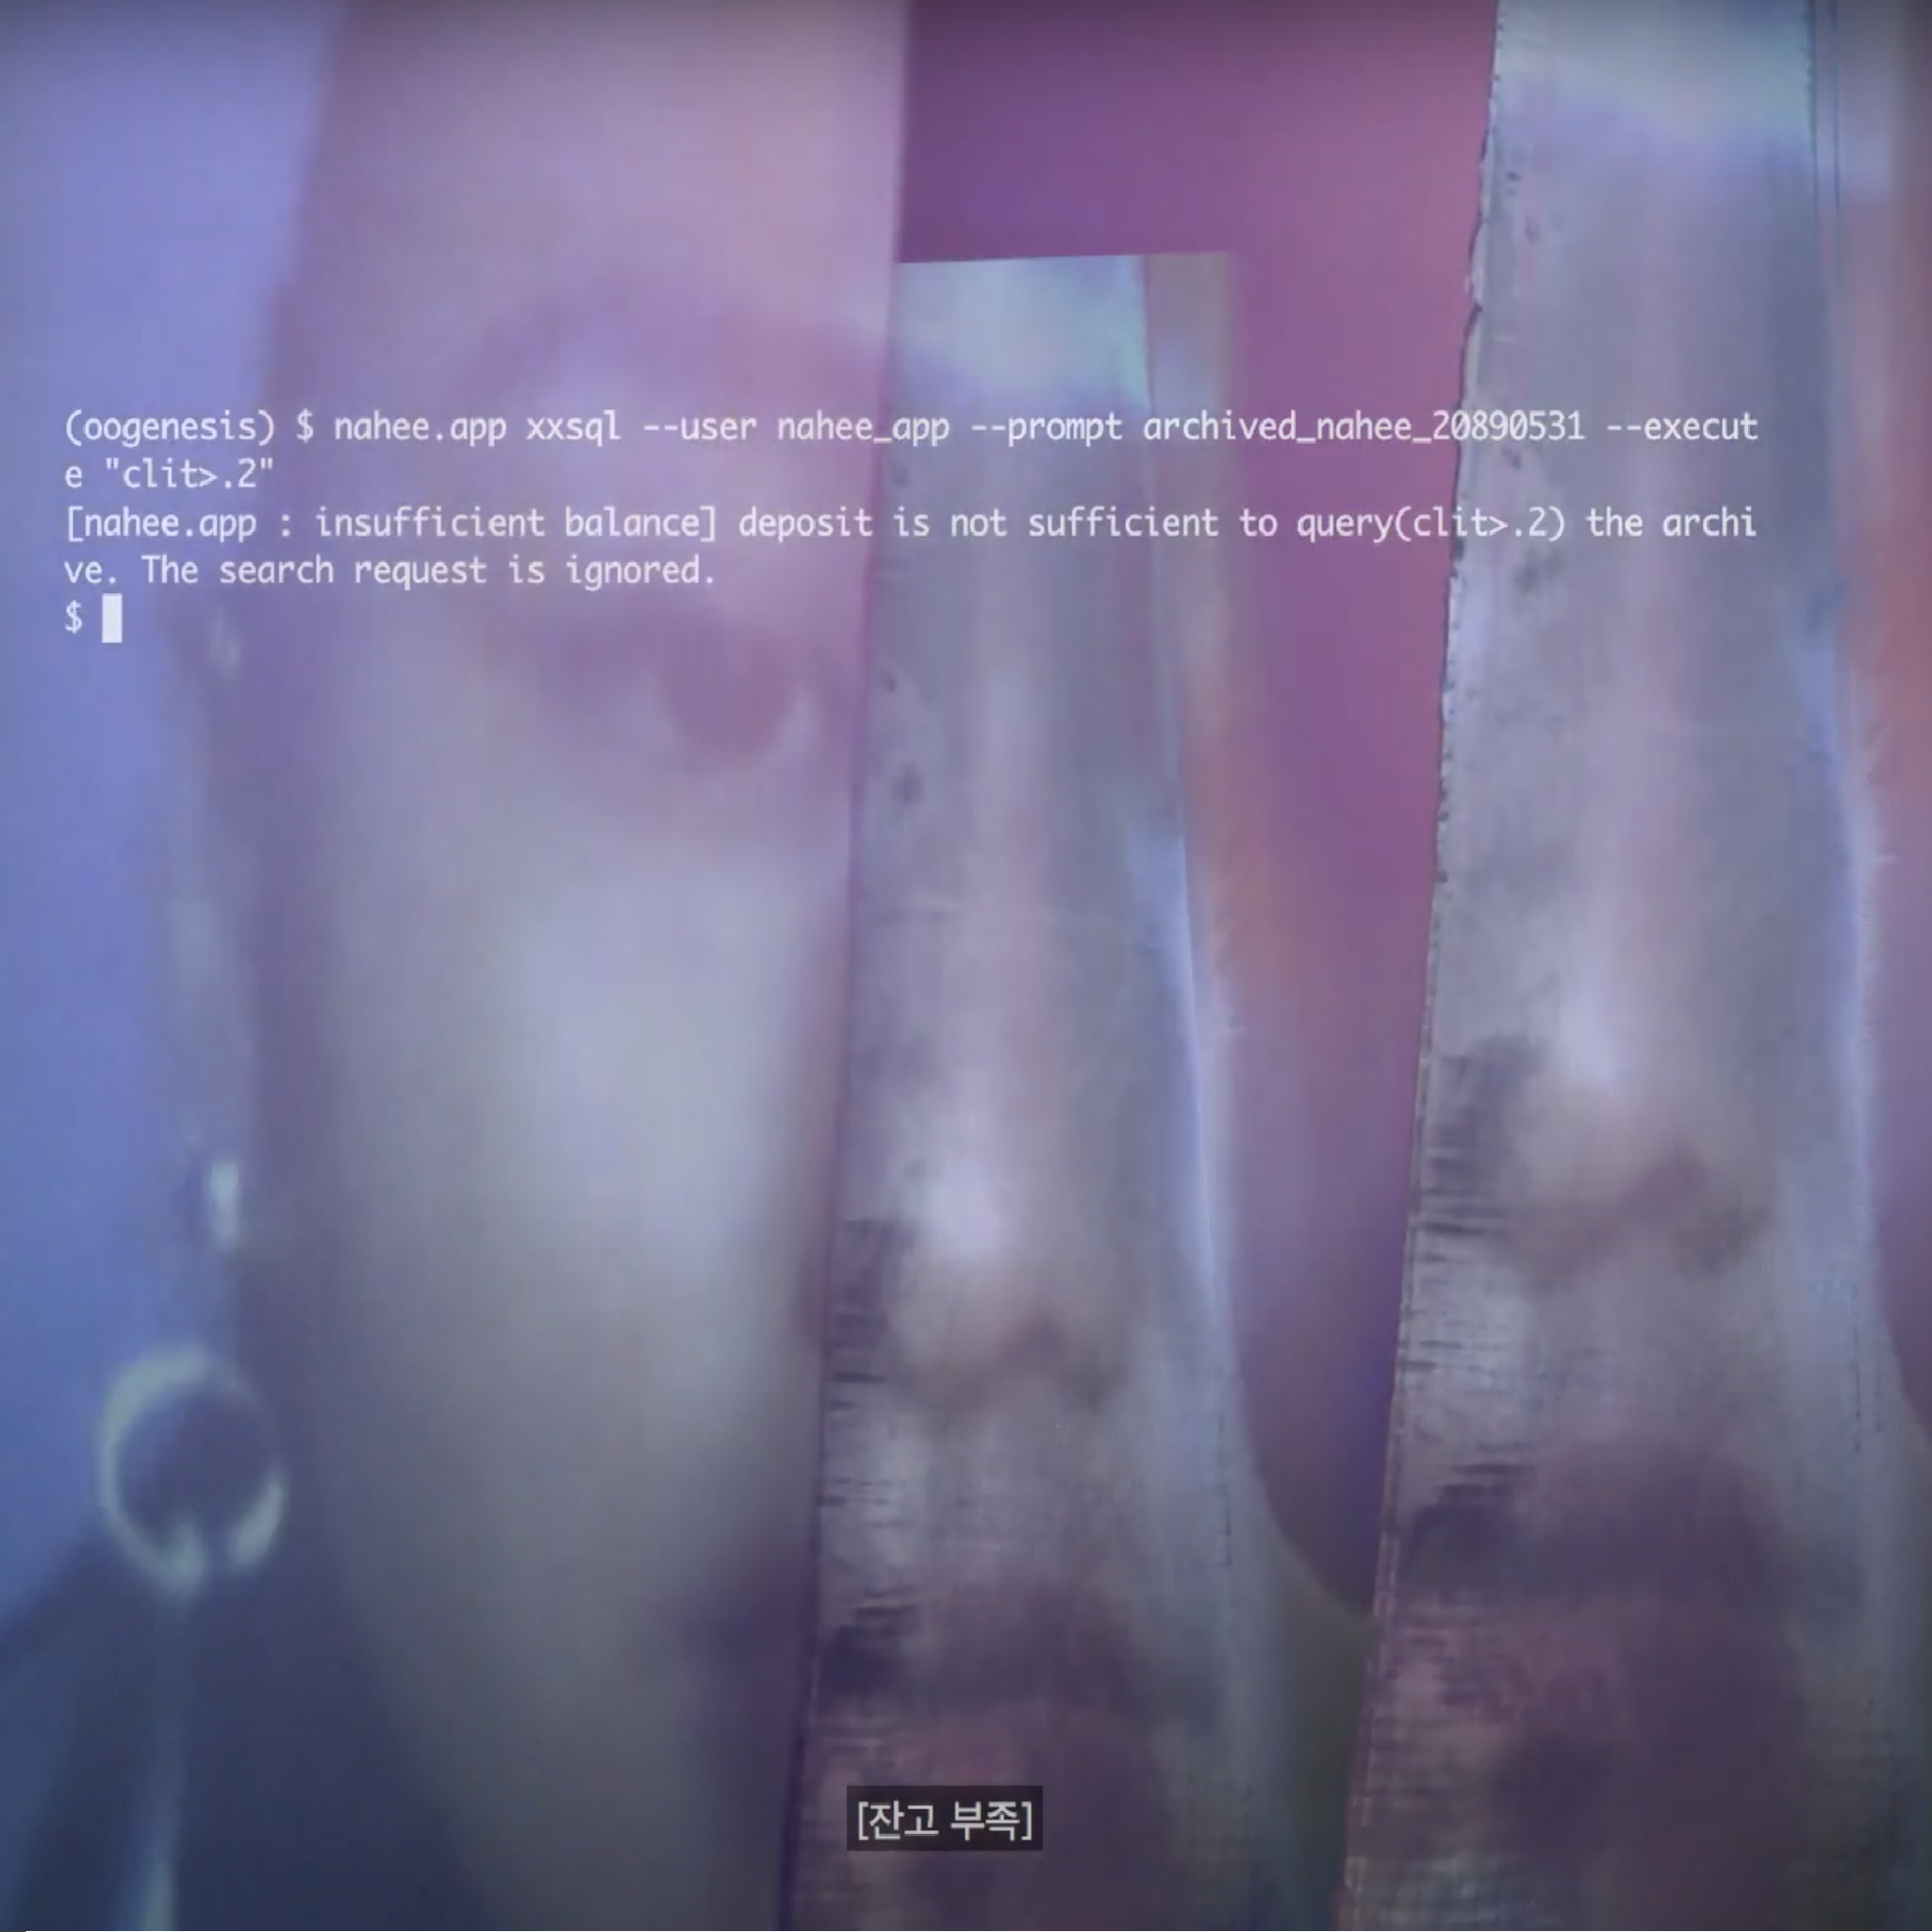 (oogenesis) $ nahee.app xxsql --user nahee_app --prompt archived_nahee_20890531 --execut
e "clit>.2"
[nahee.app : insufficient balance] deposit is not sufficient to query(clit>.2) the archi
ve. The search request is ignored.
$
[잔고 부족]